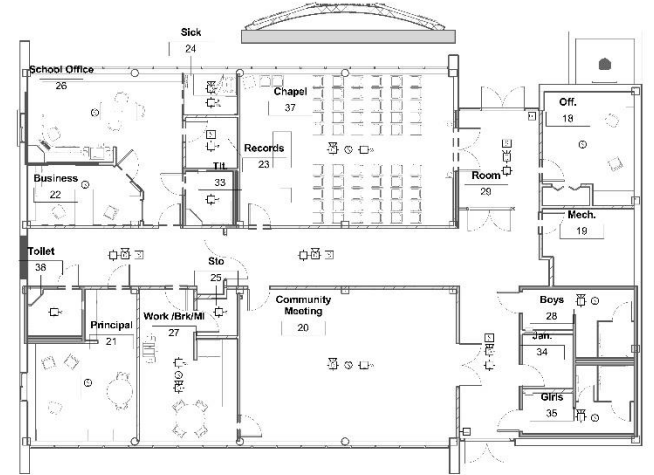 Sick
24
School Office
26
Chapel
37
Off.
18
Records
23
Tlt.
33
Business
22
Room
29
Mech.
19
Toilet
38
Sto
25
Community
Meeting
20
Boys
28
Principal
21
Work /Brk/Ml
27
Jan.
34
Girls
35